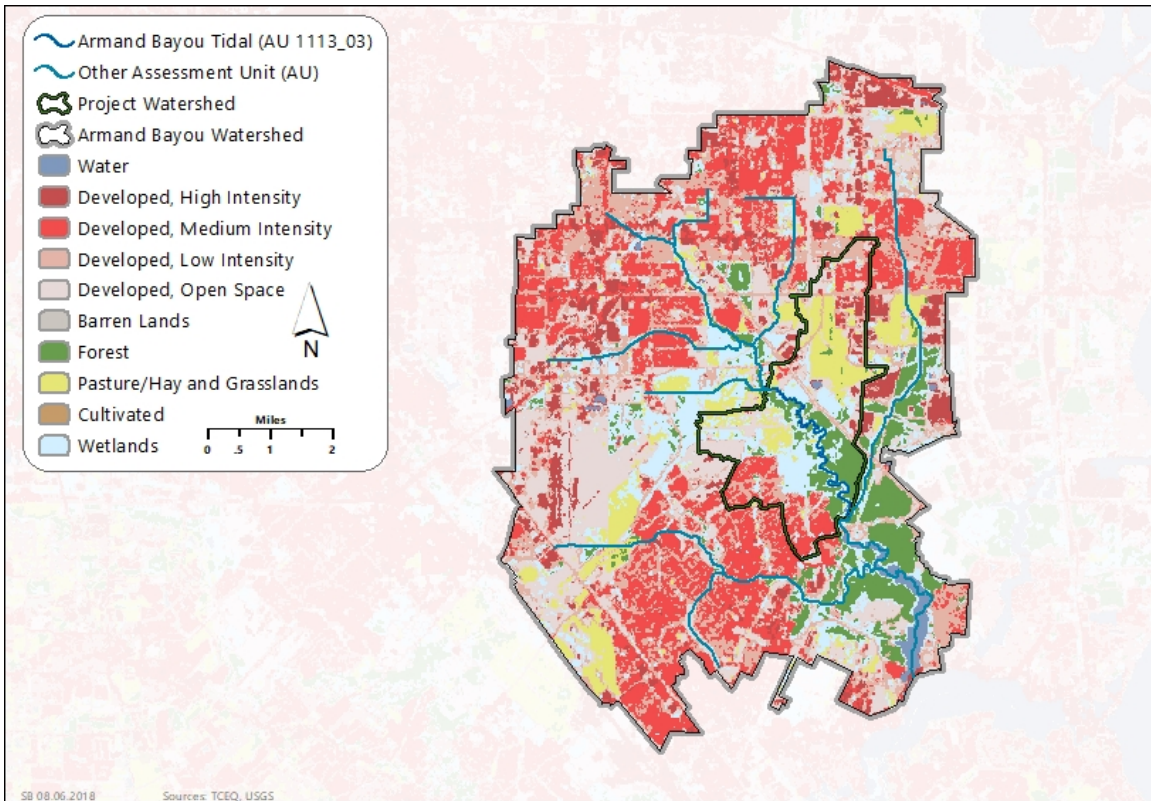 Armand Bayou Tidal (AU 1113_03)
Other Assessment Unit (AU)
Project Watershed
Armand Bayou Watershed
Water
Developed, High Intensity
Developed, Medium Intensity
Developed, Low Intensity
Developed, Open Space
Barren Lands
Forest
Pasture/Hay and Grasslands
Cultivated
Wetlands
N
Miles
0 .5 1 2
SB 08.06.2018 Sources: TCEQ, USGS